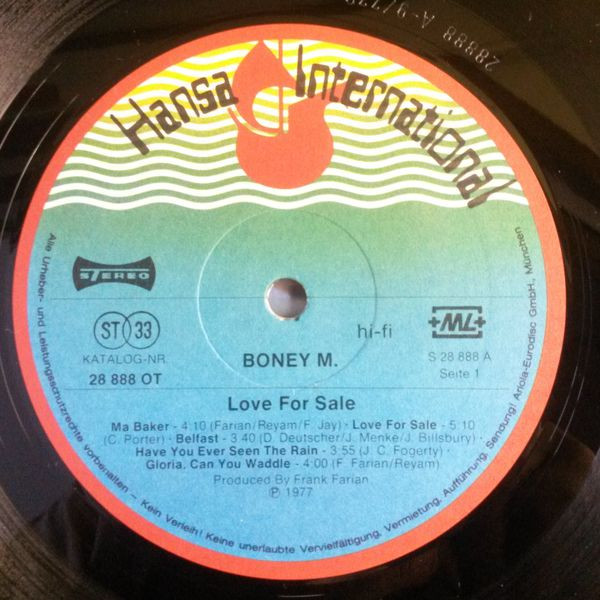 28888 A-
Hansa International
STEREO
ST 33
KATALOG-NR.
28 888 OT
hi-fi
+ML+
S 28 888 A
Seite 1
BONEY M.
Love For Sale
Ma Baker - 4:10 (Farian/Reyam/F. Jay) · Love For Sale - 5:10
(C. Porter) · Belfast - 3:40 (D. Deutscher/J. Menke/J. Billsbury) ·
Have You Ever Seen The Rain - 3:55 (J. C. Fogerty)
Gloria, Can You Waddle - 4:00 (F. Farian/Reyam)
Produced By Frank Farian
℗ 1977
Alle Urheber- und Leistungsschutzrechte vorbehalten - Kein Verleih! Keine unerlaubte Vervielfältigung, Vermietung, Aufführung, Sendung! Ariola-Eurodisc GmbH., München